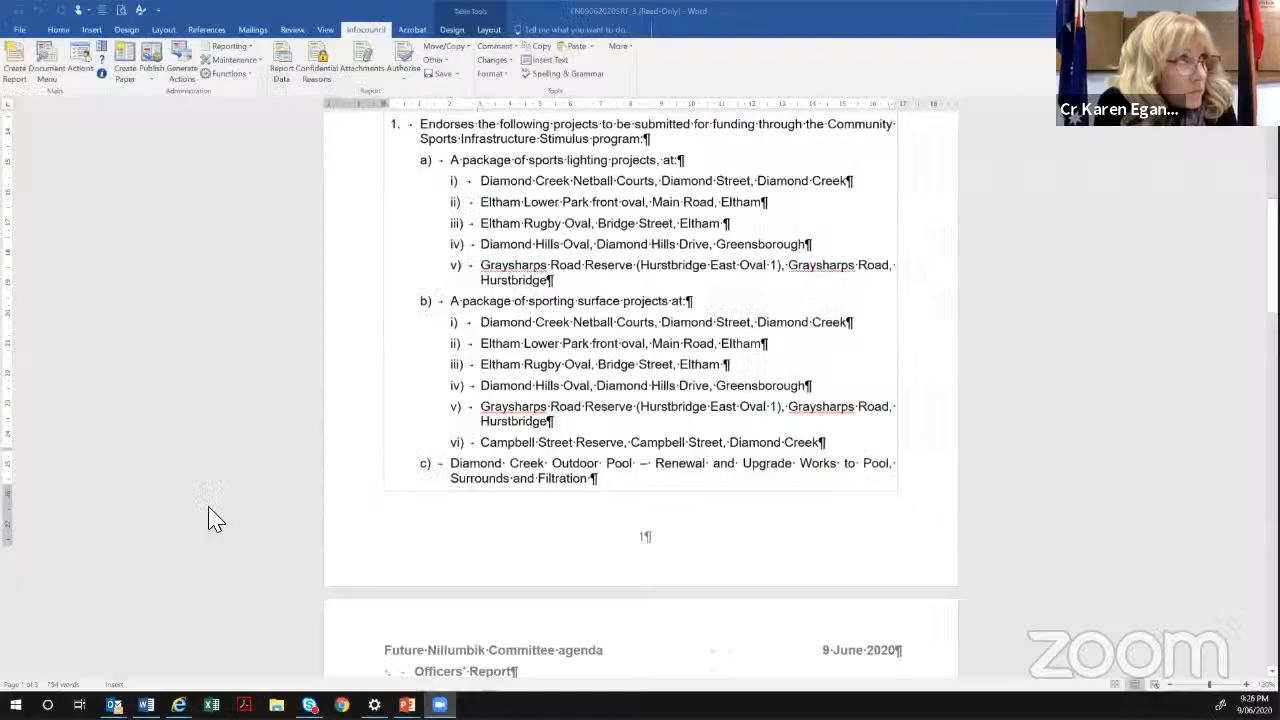 Table Tools
FN09062020SRT_3 (Read-Only) - Word
File Home Insert Draw Design Layout References Mailings Review View Infocouncil Acrobat Design Layout Tell me what you want to do...
Create Report
Document Menu
Actions
Create Paper
Publish
Generate Actions
Reporting
Maintenance
Functions
Report Data
Confidential Reasons
Attachments
Authorise
Move/Copy
Edit
Save
Comment
Changes
Format
Copy
Paste
More
Insert Text
Spelling & Grammar
Main Administration Report Tools
Cr Karen Egan...
1. Endorses the following projects to be submitted for funding through the Community
Sports Infrastructure Stimulus program:¶
a) A package of sports lighting projects, at:¶
i) Diamond Creek Netball Courts, Diamond Street, Diamond Creek¶
ii) Eltham Lower Park front oval, Main Road, Eltham¶
iii) Eltham Rugby Oval, Bridge Street, Eltham ¶
iv) Diamond Hills Oval, Diamond Hills Drive, Greensborough¶
v) Graysharps Road Reserve (Hurstbridge East Oval 1), Graysharps Road,
Hurstbridge¶
b) A package of sporting surface projects at:¶
i) Diamond Creek Netball Courts, Diamond Street, Diamond Creek¶
ii) Eltham Lower Park front oval, Main Road, Eltham¶
iii) Eltham Rugby Oval, Bridge Street, Eltham ¶
iv) Diamond Hills Oval, Diamond Hills Drive, Greensborough¶
v) Graysharps Road Reserve (Hurstbridge East Oval 1), Graysharps Road,
Hurstbridge¶
vi) Campbell Street Reserve, Campbell Street, Diamond Creek¶
c) Diamond Creek Outdoor Pool – Renewal and Upgrade Works to Pool,
Surrounds and Filtration ¶
1¶
Future Nillumbik Committee agenda 9 June 2020¶
Officers' Report¶
zoom
Page 1 of 3 754 words Insert
120%
9:26 PM
9/06/2020